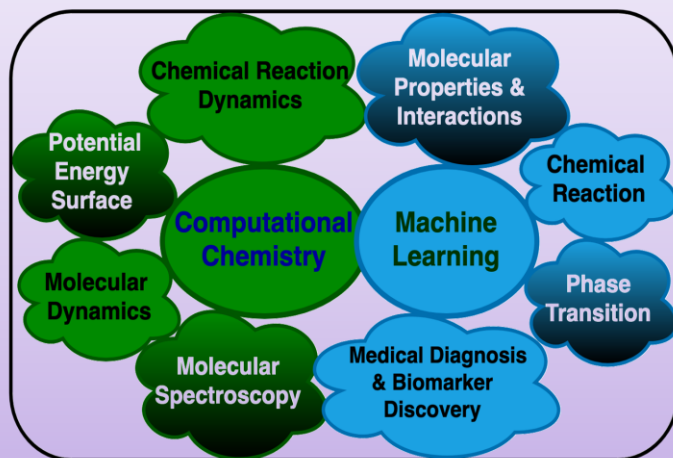 Chemical Reaction
Dynamics
Molecular
Properties &
Interactions
Potential
Energy
Surface
Chemical
Reaction
Computational
Chemistry
Machine
Learning
Molecular
Dynamics
Phase
Transition
Molecular
Spectroscopy
Medical Diagnosis
& Biomarker
Discovery